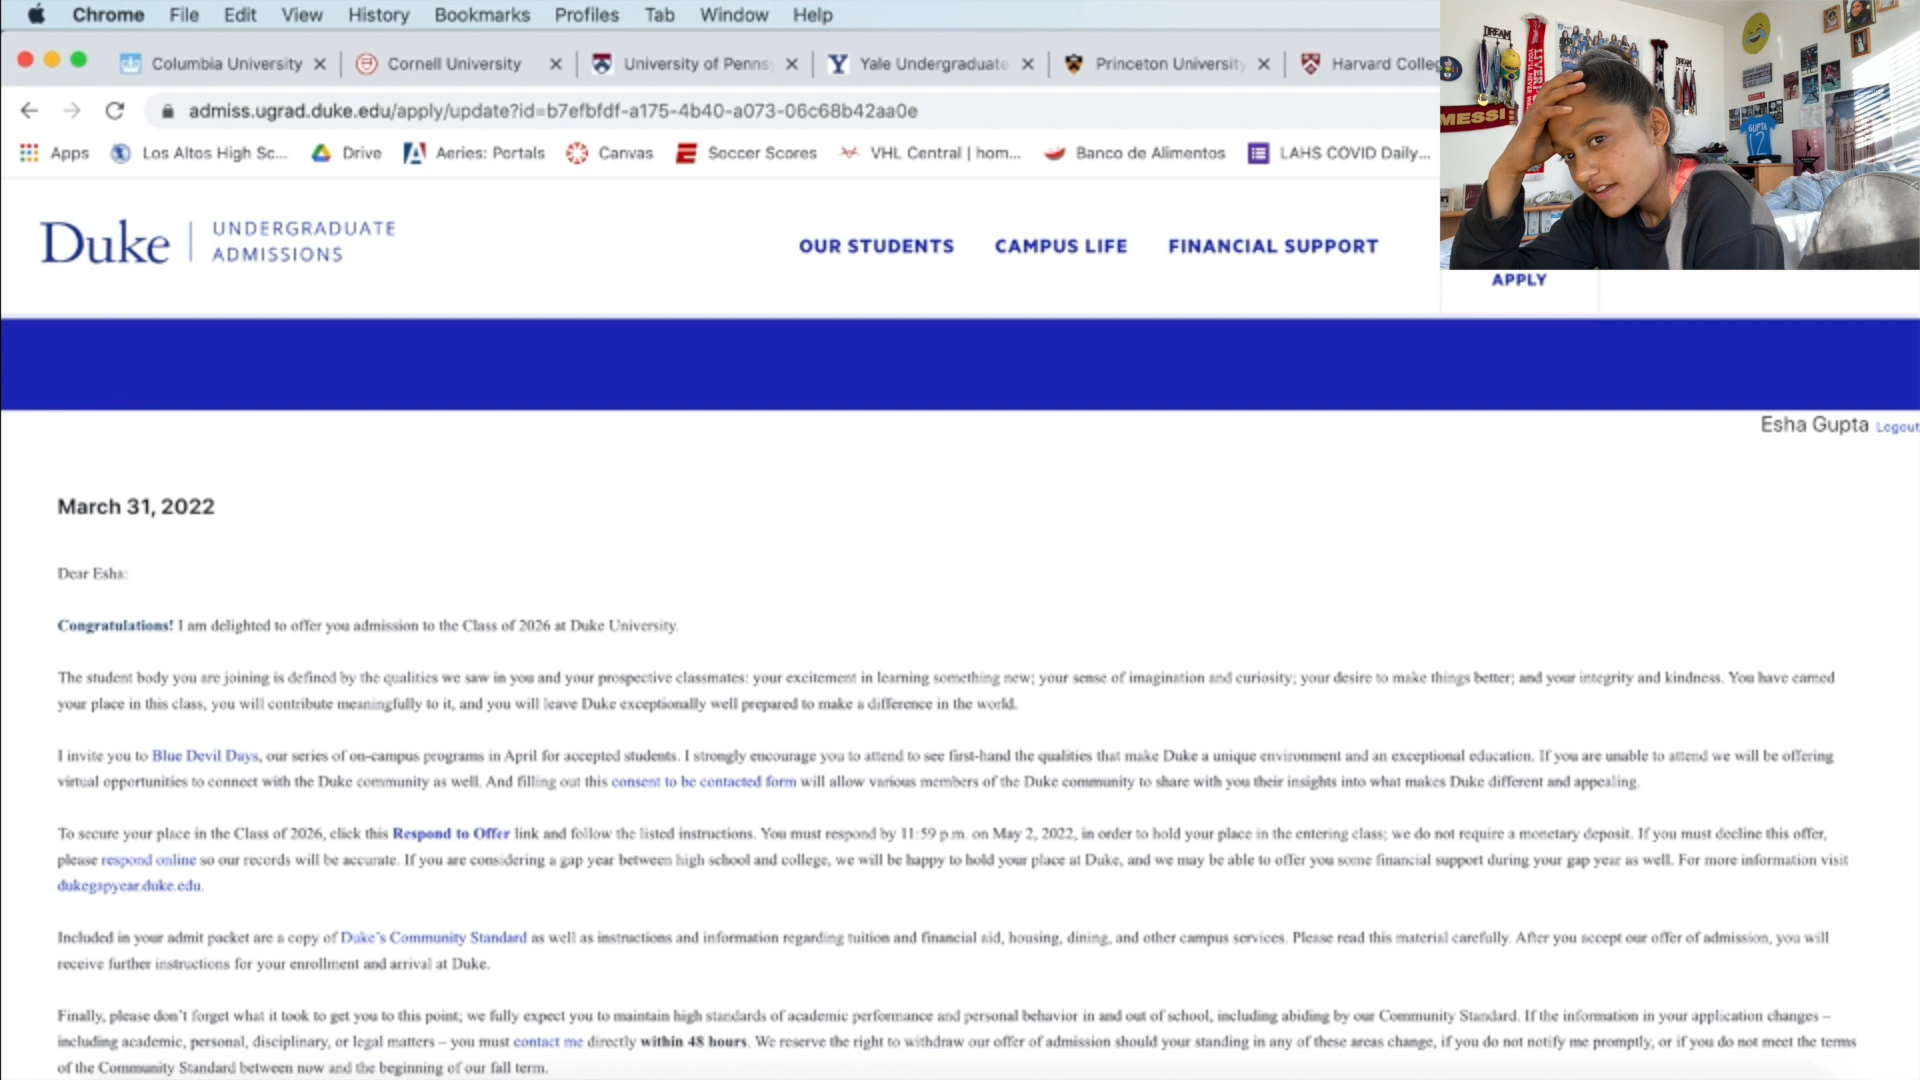 Chrome File Edit View History Bookmarks Profiles Tab Window Help
Columbia University Cornell University University of Penns Yale Undergraduate Princeton University Harvard Colleg
admiss.ugrad.duke.edu/apply/update?id=b7efbfdf-a175-4b40-a073-06c68b42aa0e
Apps Los Altos High Sc... Drive Aeries: Portals Canvas Soccer Scores VHL Central | hom... Banco de Alimentos LAHS COVID Daily...
DREAM
DREAM
MESSI
GUPTA
12
Duke UNDERGRADUATE
ADMISSIONS
OUR STUDENTS CAMPUS LIFE FINANCIAL SUPPORT
APPLY
Esha Gupta Logout
March 31, 2022
Dear Esha:
Congratulations! I am delighted to offer you admission to the Class of 2026 at Duke University.
The student body you are joining is defined by the qualities we saw in you and your prospective classmates: your excitement in learning something new; your sense of imagination and curiosity; your desire to make things better; and your integrity and kindness. You have earned
your place in this class, you will contribute meaningfully to it, and you will leave Duke exceptionally well prepared to make a difference in the world.
I invite you to Blue Devil Days, our series of on-campus programs in April for accepted students. I strongly encourage you to attend to see first-hand the qualities that make Duke a unique environment and an exceptional education. If you are unable to attend we will be offering
virtual opportunities to connect with the Duke community as well. And filling out this consent to be contacted form will allow various members of the Duke community to share with you their insights into what makes Duke different and appealing.
To secure your place in the Class of 2026, click this Respond to Offer link and follow the listed instructions. You must respond by 11:59 p.m. on May 2, 2022, in order to hold your place in the entering class; we do not require a monetary deposit. If you must decline this offer,
please respond online so our records will be accurate. If you are considering a gap year between high school and college, we will be happy to hold your place at Duke, and we may be able to offer you some financial support during your gap year as well. For more information visit
dukegapyear.duke.edu.
Included in your admit packet are a copy of Duke's Community Standard as well as instructions and information regarding tuition and financial aid, housing, dining, and other campus services. Please read this material carefully. After you accept our offer of admission, you will
receive further instructions for your enrollment and arrival at Duke.
Finally, please don't forget what it took to get you to this point; we fully expect you to maintain high standards of academic performance and personal behavior in and out of school, including abiding by our Community Standard. If the information in your application changes –
including academic, personal, disciplinary, or legal matters – you must contact me directly within 48 hours. We reserve the right to withdraw our offer of admission should your standing in any of these areas change, if you do not notify me promptly, or if you do not meet the terms
of the Community Standard between now and the beginning of our fall term.